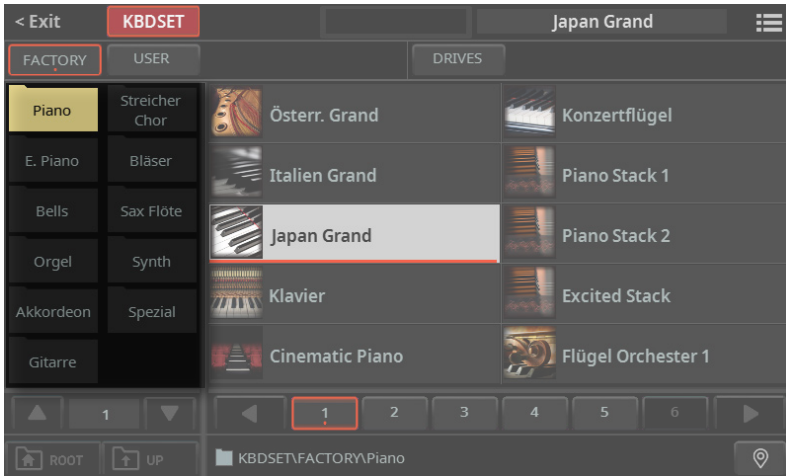 < Exit
KBDSET
Japan Grand
FACTORY
USER
DRIVES
Piano
Streicher
Chor
E. Piano
Bläser
Bells
Sax Flöte
Orgel
Synth
Akkordeon
Spezial
Gitarre
Österr. Grand
Konzertflügel
Italien Grand
Piano Stack 1
Japan Grand
Piano Stack 2
Klavier
Excited Stack
Cinematic Piano
Flügel Orchester 1
1
1
2
3
4
5
6
ROOT
UP
KBDSET\FACTORY\Piano